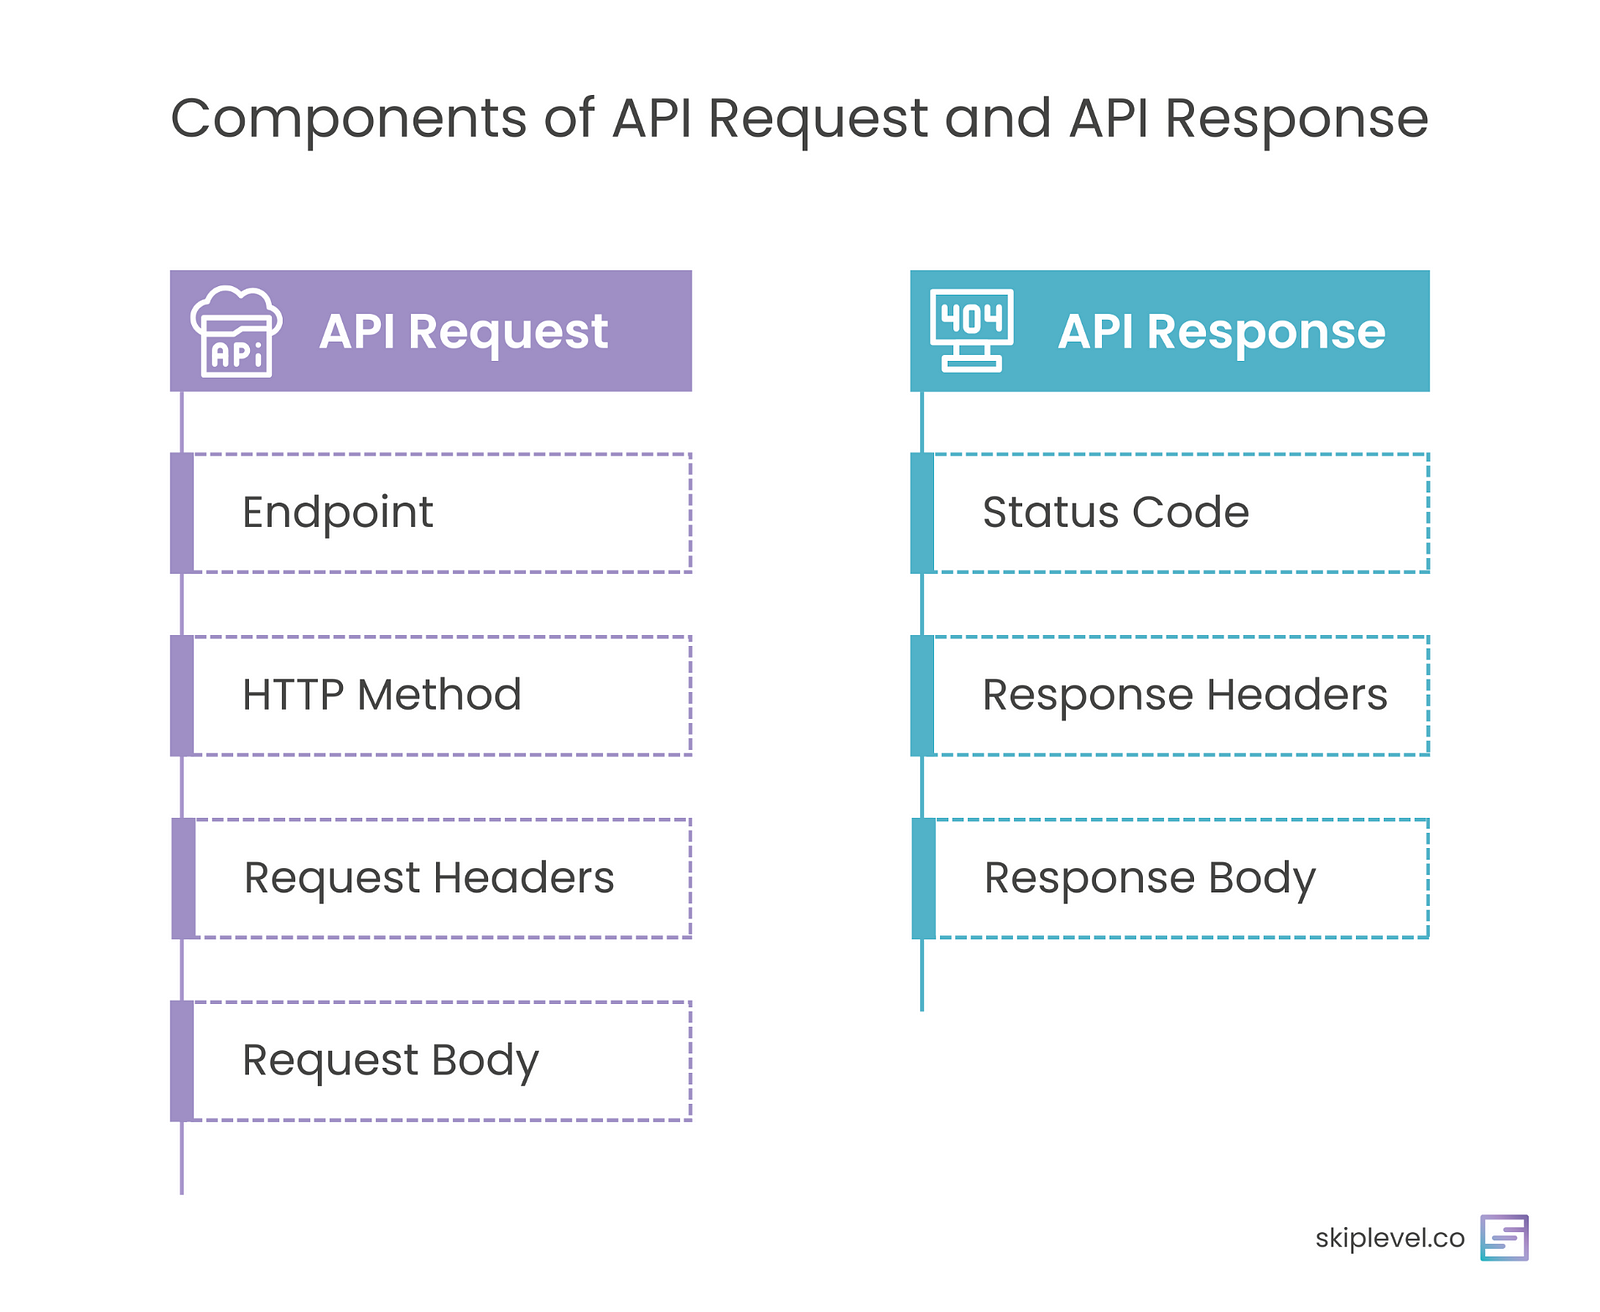 Components of API Request and API Response
APi
API Request
Endpoint
HTTP Method
Request Headers
Request Body
404
API Response
Status Code
Response Headers
Response Body
skiplevel.co